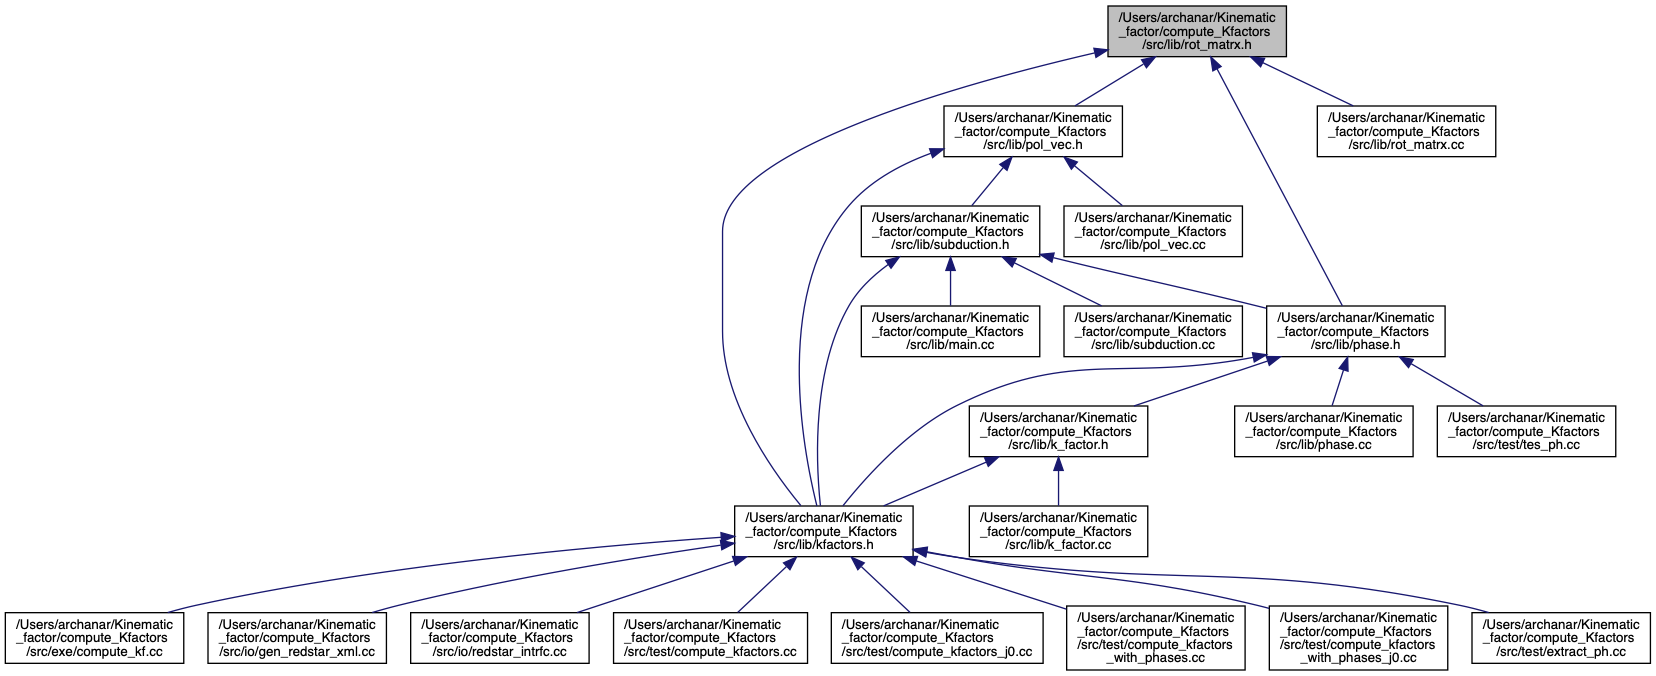 /Users/archanar/Kinematic
_factor/compute_Kfactors
/src/lib/rot_matrx.h
/Users/archanar/Kinematic
_factor/compute_Kfactors
/src/lib/pol_vec.h
/Users/archanar/Kinematic
_factor/compute_Kfactors
/src/lib/rot_matrx.cc
/Users/archanar/Kinematic
_factor/compute_Kfactors
/src/lib/subduction.h
/Users/archanar/Kinematic
_factor/compute_Kfactors
/src/lib/pol_vec.cc
/Users/archanar/Kinematic
_factor/compute_Kfactors
/src/lib/main.cc
/Users/archanar/Kinematic
_factor/compute_Kfactors
/src/lib/subduction.cc
/Users/archanar/Kinematic
_factor/compute_Kfactors
/src/lib/phase.h
/Users/archanar/Kinematic
_factor/compute_Kfactors
/src/lib/k_factor.h
/Users/archanar/Kinematic
_factor/compute_Kfactors
/src/lib/phase.cc
/Users/archanar/Kinematic
_factor/compute_Kfactors
/src/test/tes_ph.cc
/Users/archanar/Kinematic
_factor/compute_Kfactors
/src/lib/kfactors.h
/Users/archanar/Kinematic
_factor/compute_Kfactors
/src/lib/k_factor.cc
/Users/archanar/Kinematic
_factor/compute_Kfactors
/src/exe/compute_kf.cc
/Users/archanar/Kinematic
_factor/compute_Kfactors
/src/io/gen_redstar_xml.cc
/Users/archanar/Kinematic
_factor/compute_Kfactors
/src/io/redstar_intrfc.cc
/Users/archanar/Kinematic
_factor/compute_Kfactors
/src/test/compute_kfactors.cc
/Users/archanar/Kinematic
_factor/compute_Kfactors
/src/test/compute_kfactors_j0.cc
/Users/archanar/Kinematic
_factor/compute_Kfactors
/src/test/compute_kfactors
_with_phases.cc
/Users/archanar/Kinematic
_factor/compute_Kfactors
/src/test/compute_kfactors
_with_phases_j0.cc
/Users/archanar/Kinematic
_factor/compute_Kfactors
/src/test/extract_ph.cc